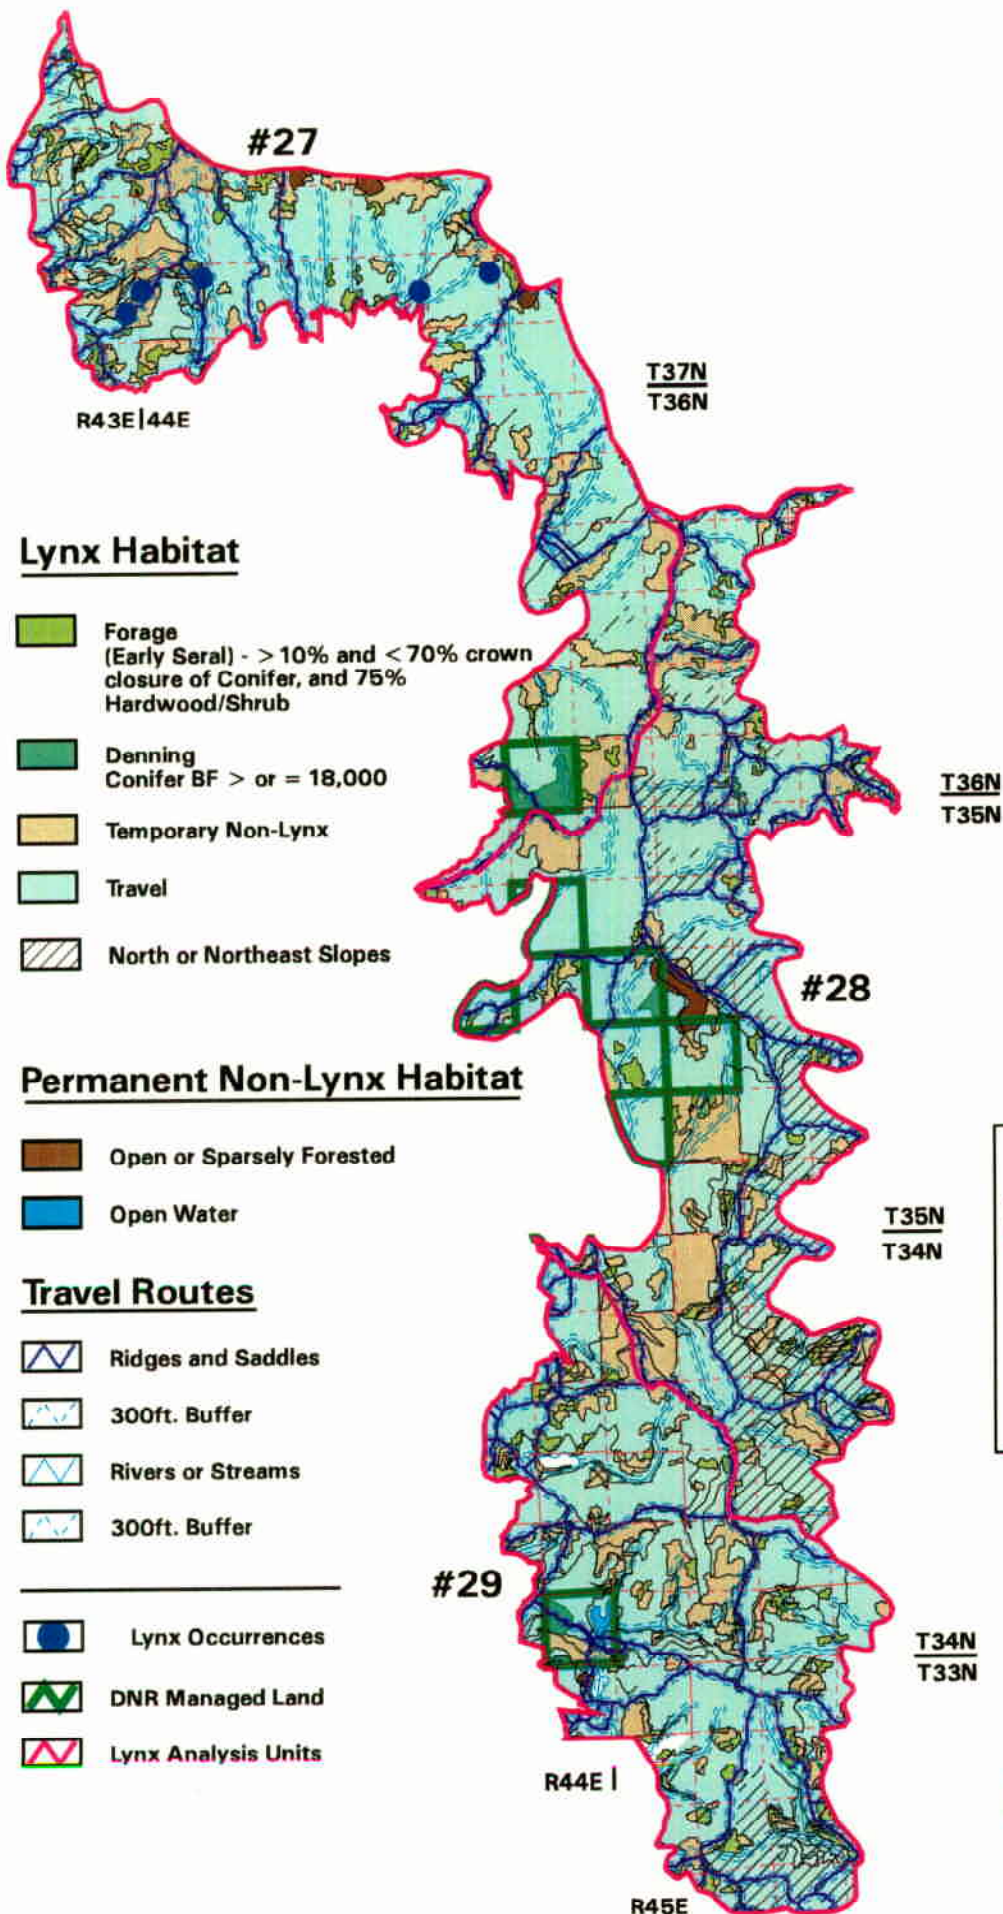 #27
T37N
T36N
R43E|44E
Lynx Habitat
Forage
(Early Seral) - > 10% and < 70% crown
closure of Conifer, and 75%
Hardwood/Shrub
Denning
Conifer BF > or = 18,000
Temporary Non-Lynx
Travel
North or Northeast Slopes
T36N
T35N
#28
Permanent Non-Lynx Habitat
Open or Sparsely Forested
Open Water
T35N
T34N
Travel Routes
Ridges and Saddles
300ft. Buffer
Rivers or Streams
300ft. Buffer
#29
Lynx Occurrences
DNR Managed Land
Lynx Analysis Units
T34N
T33N
R44E |
R45E